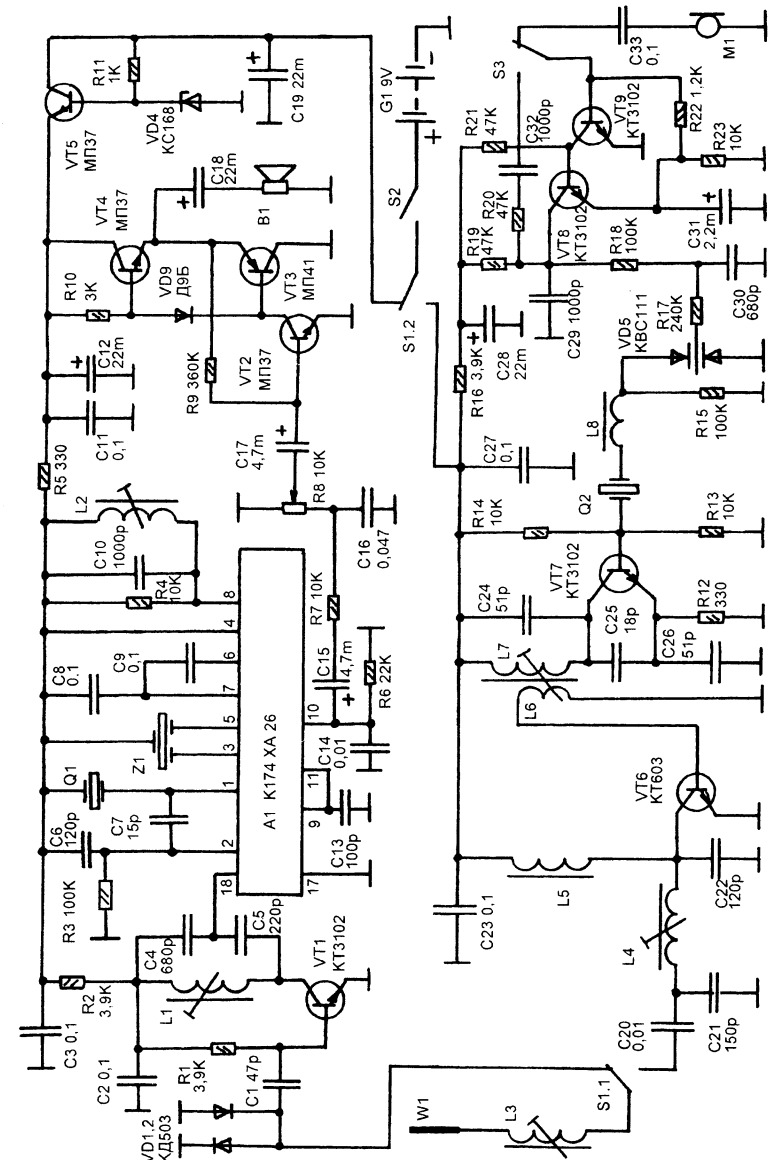 C3 0,1
R2
3,9K
C2 0,1
R1
3,9K
VD1.2
КД503
C1 47p
L1
C4
680p
C5
220p
VT1
КТ3102
R3 100K
C6
120p
C7
15p
Q1
Z1
C8
0.1
C9
0,1
R4
10K
C10
1000p
L2
R5 330
18
2
1
3
5
7
6
4
8
A1 К174 ХА 26
17
9
11
10
C13
100p
C14
0,01
R6 22K
C15
4,7m
R7 10K
C16
0,047
R8 10K
C17
4,7m
+
C11
0,1
C12
22m
+
R9 360K
VT2
МП37
R10
3K
VD9
Д9Б
VT4
МП37
VT3
МП41
C18
22m
+
B1
VT5
МП37
R11
1K
VD4
КС168
C19 22m
+
W1
L3
S1.1
C20
0,01
C21
150p
L4
C22
120p
C23 0,1
L5
VT6
КТ603
L6
L7
C24
51p
C25
18p
C26
51p
VT7
КТ3102
R12
330
R13
10K
R14
10K
Q2
L8
C27
0,1
R15
100K
VD5
КВС111
R16 3,9K
C28
22m
+
R17
240K
C29 1000p
C30
680p
R18
100K
R19
47K
R20
47K
R21
47K
C32
1000p
VT8
КТ3102
VT9
КТ3102
C31
2,2m
+
R22 1,2K
R23
10K
S1.2
S2
G1 9V
+
−
S3
C33
0,1
M1